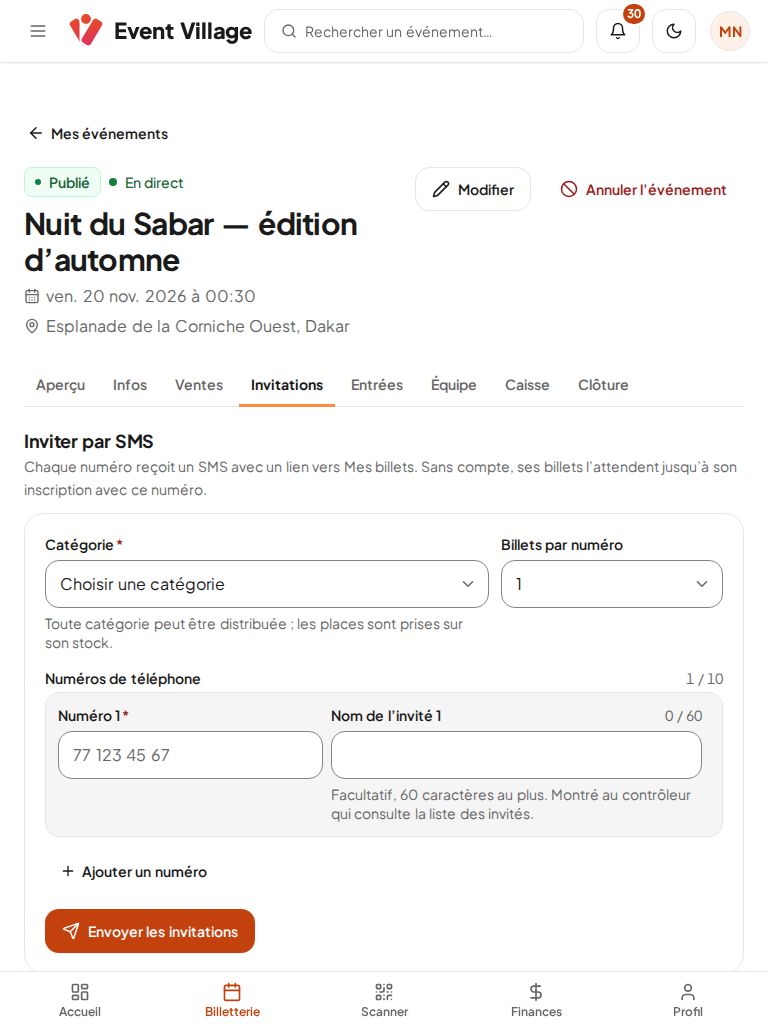 Event Village
Rechercher un événement…
30
MN
Mes événements
Publié
En direct
Modifier
Annuler l’événement
Nuit du Sabar — édition
d’automne
ven. 20 nov. 2026 à 00:30
Esplanade de la Corniche Ouest, Dakar
Aperçu
Infos
Ventes
Invitations
Entrées
Équipe
Caisse
Clôture
Inviter par SMS
Chaque numéro reçoit un SMS avec un lien vers Mes billets. Sans compte, ses billets l’attendent jusqu’à son
inscription avec ce numéro.
Catégorie *
Billets par numéro
Choisir une catégorie
1
Toute catégorie peut être distribuée ; les places sont prises sur
son stock.
Numéros de téléphone
1 / 10
Numéro 1 *
Nom de l’invité 1
0 / 60
77 123 45 67
Facultatif, 60 caractères au plus. Montré au contrôleur
qui consulte la liste des invités.
Ajouter un numéro
Envoyer les invitations
Accueil
Billetterie
Scanner
Finances
Profil